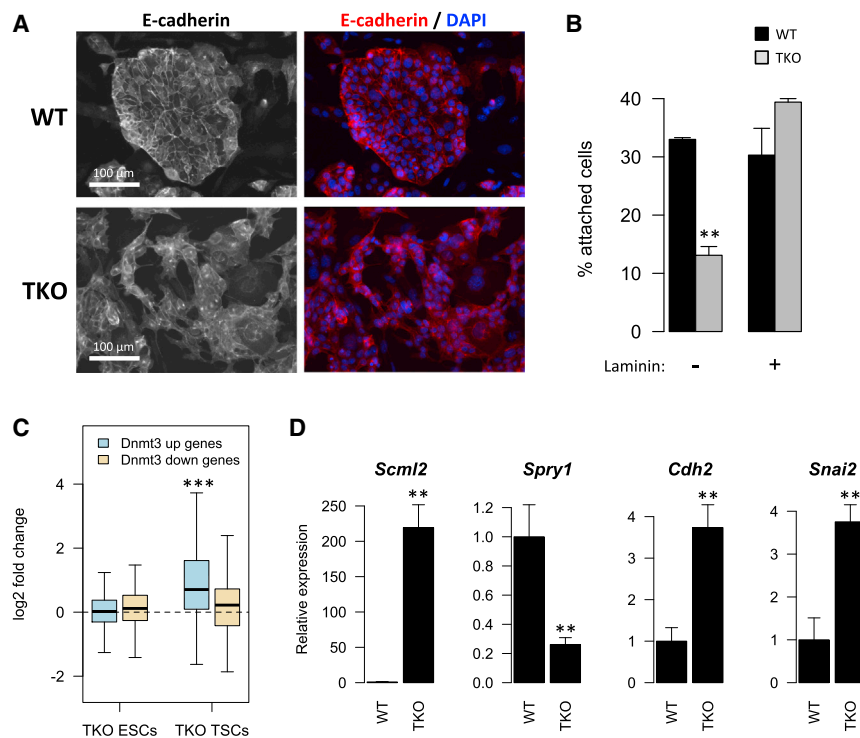 A
E-cadherin
E-cadherin / DAPI
WT
100 µm
TKO
100 µm
B
WT
TKO
% attached cells
40
30
20
10
0
**
Laminin: - +
C
Dnmt3 up genes
Dnmt3 down genes
***
log2 fold change
4
2
0
-2
TKO ESCs TKO TSCs
D
Scml2
**
Relative expression
250
200
150
100
50
0
WT TKO
Spry1
1.2
1.0
0.8
0.6
0.4
0.2
0.0
**
WT TKO
Cdh2
**
4
3
2
1
0
WT TKO
Snai2
**
4
3
2
1
0
WT TKO